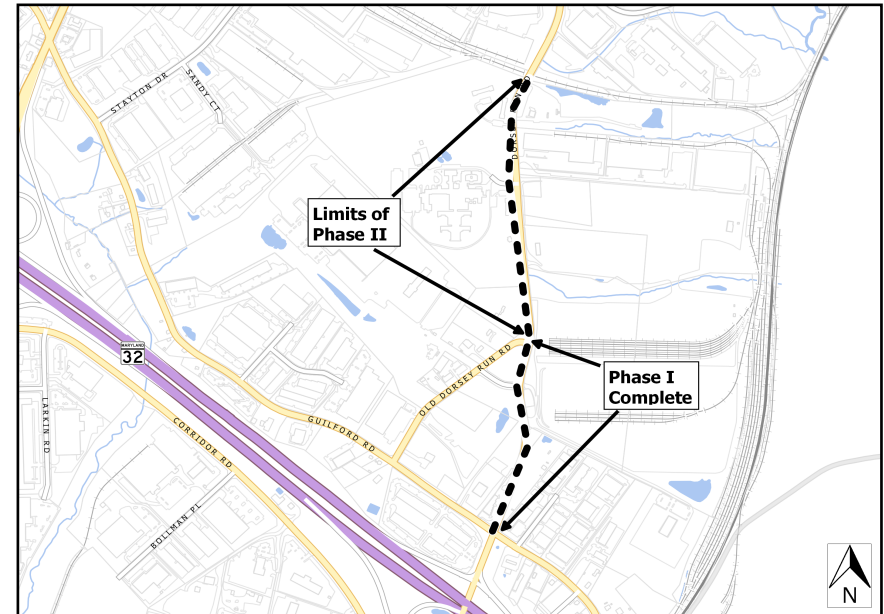 STAYTON DR
SANDY CT
Limits of
Phase II
MARYLAND
32
OLD DORSEY RUN RD
Phase I
Complete
GUILFORD RD
CORRIDOR RD
LARKIN RD
BOLLMAN PL
N